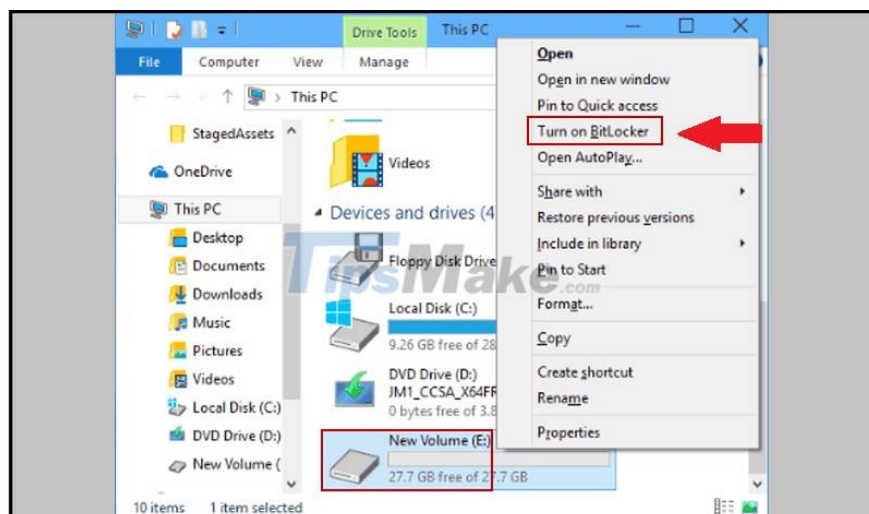 Drive Tools This PC
File Computer View Manage
This PC
StagedAssets
OneDrive
This PC
Desktop
Documents
Downloads
Music
Pictures
Videos
Local Disk (C:)
DVD Drive (D:)
New Volume (
Videos
Devices and drives (4
Floppy Disk Drive
Local Disk (C:)
9.26 GB free of 28
DVD Drive (D:)
JM1_CCSA_X64FR
0 bytes free of 3.8
New Volume (E:)
27.7 GB free of 27.7 GB
Open
Open in new window
Pin to Quick access
Turn on BitLocker
Open AutoPlay...
Share with
Restore previous versions
Include in library
Pin to Start
Format...
Copy
Create shortcut
Rename
Properties
10 items 1 item selected
TipsMake.com